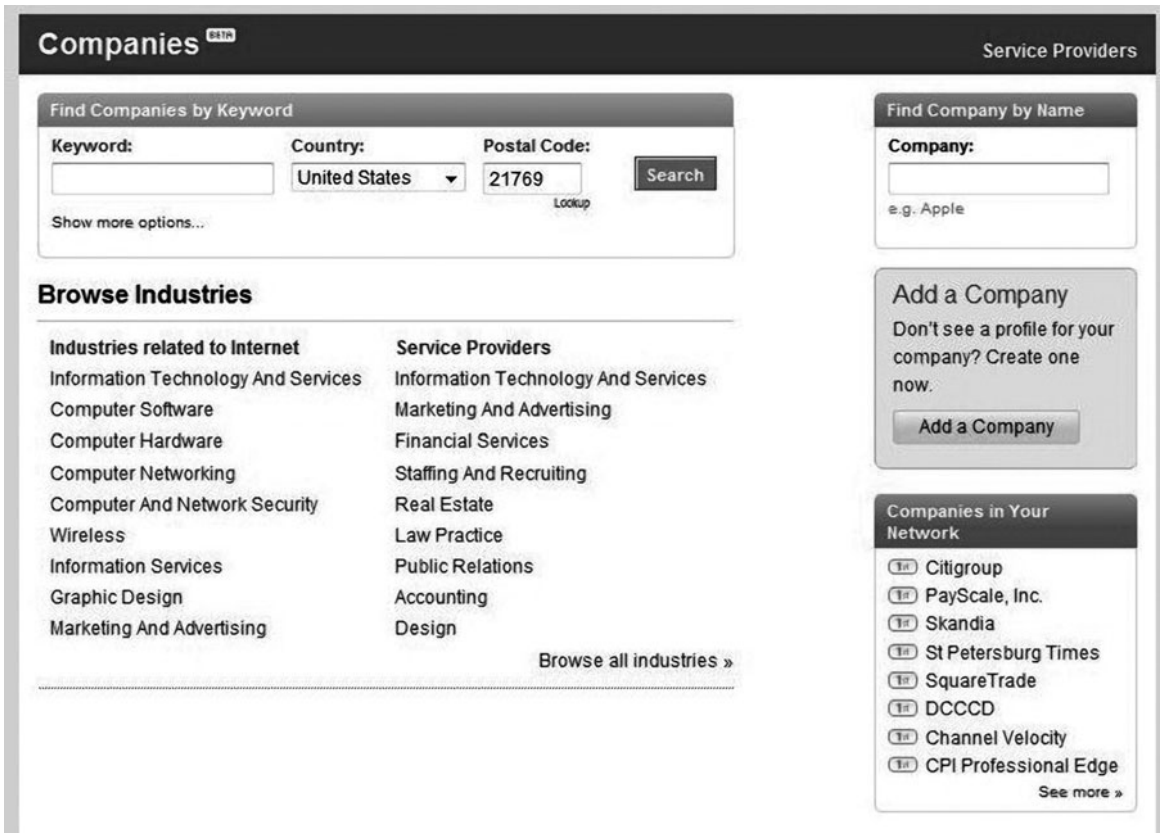 Companies BETA
Service Providers
Find Companies by Keyword
Keyword:
Country:
Postal Code:
United States
21769
Search
Lookup
Show more options...
Browse Industries
Industries related to Internet
Information Technology And Services
Computer Software
Computer Hardware
Computer Networking
Computer And Network Security
Wireless
Information Services
Graphic Design
Marketing And Advertising
Service Providers
Information Technology And Services
Marketing And Advertising
Financial Services
Staffing And Recruiting
Real Estate
Law Practice
Public Relations
Accounting
Design
Browse all industries »
Find Company by Name
Company:
e.g. Apple
Add a Company
Don't see a profile for your
company? Create one
now.
Add a Company
Companies in Your
Network
1st Citigroup
1st PayScale, Inc.
1st Skandia
1st St Petersburg Times
1st SquareTrade
1st DCCCD
1st Channel Velocity
1st CPI Professional Edge
See more »